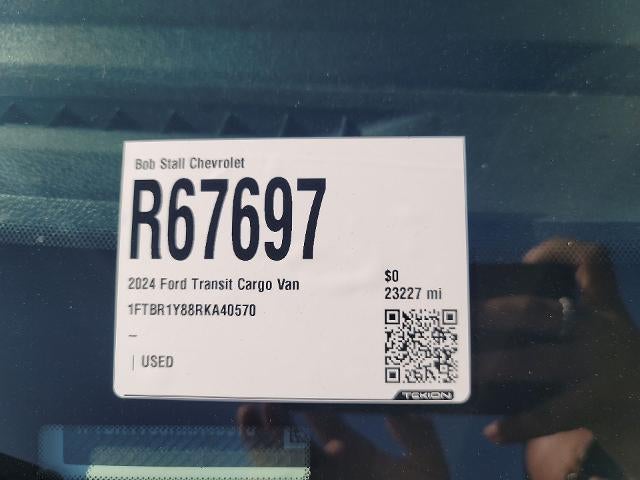 Bob Stall Chevrolet
R67697
2024 Ford Transit Cargo Van
1FTBR1Y88RKA40570
–
| USED
$0
23227 mi
TEKION